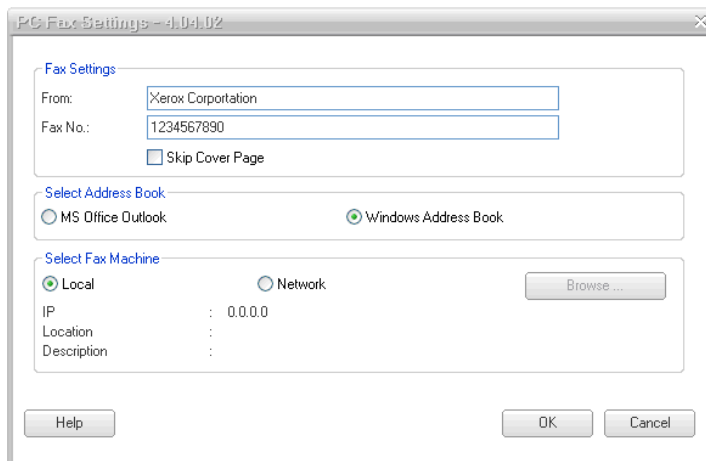 PC Fax Settings - 4.04.02
Fax Settings
From: Xerox Corportation
Fax No.: 1234567890
Skip Cover Page
Select Address Book
MS Office Outlook Windows Address Book
Select Fax Machine
Local Network Browse ...
IP : 0.0.0.0
Location :
Description :
Help OK Cancel